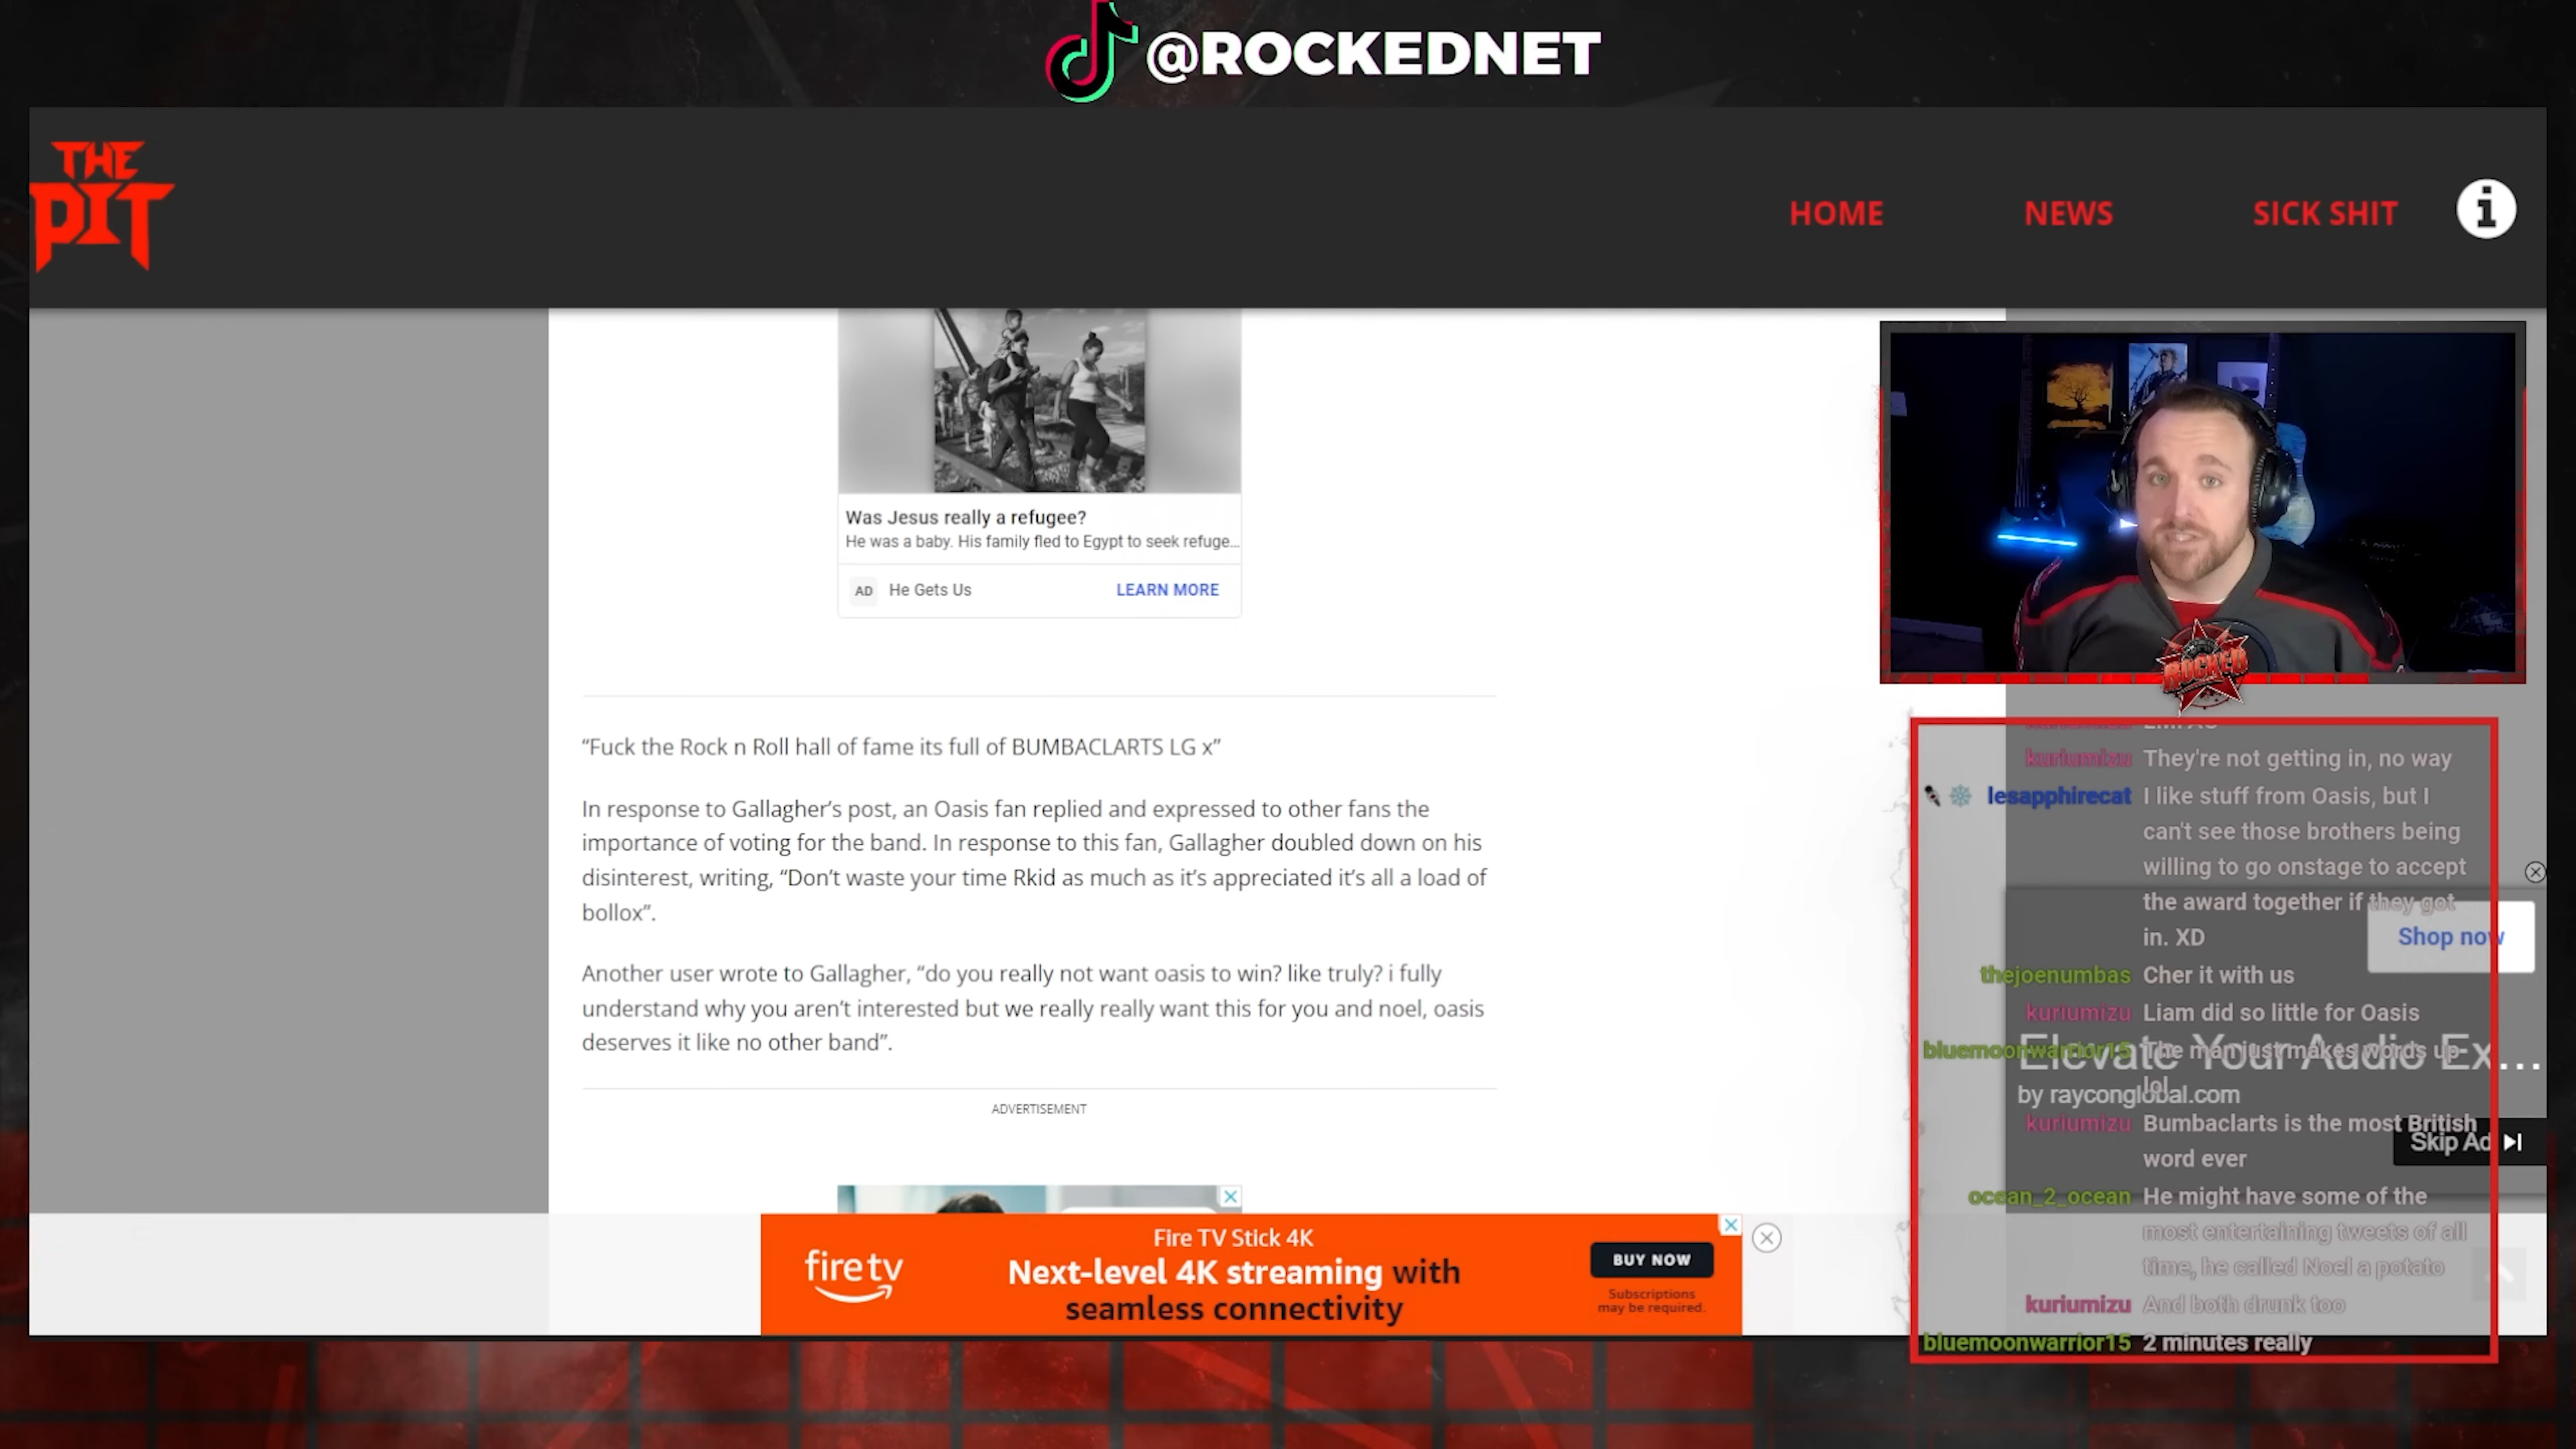 @ROCKEDNET
THE
PIT
HOME
NEWS
SICK SHIT
Was Jesus really a refugee?
He was a baby. His family fled to Egypt to seek refuge...
AD
He Gets Us
LEARN MORE
“Fuck the Rock n Roll hall of fame its full of BUMBACLARTS LG x”
In response to Gallagher’s post, an Oasis fan replied and expressed to other fans the
importance of voting for the band. In response to this fan, Gallagher doubled down on his
disinterest, writing, “Don’t waste your time Rkid as much as it’s appreciated it’s all a load of
bollox”.
Another user wrote to Gallagher, “do you really not want oasis to win? like truly? i fully
understand why you aren’t interested but we really really want this for you and noel, oasis
deserves it like no other band”.
ADVERTISEMENT
fire tv
Fire TV Stick 4K
Next-level 4K streaming with
seamless connectivity
BUY NOW
Subscriptions
may be required.
ROCKED
kuriumizu They're not getting in, no way
lesapphirecat I like stuff from Oasis, but I
can't see those brothers being
willing to go onstage to accept
the award together if they got
in. XD
Shop now
thejoenumbas Cher it with us
kuriumizu Liam did so little for Oasis
bluemoonwarrior15 The man just makes words up
lol
Elevate Your Audio Ex...
by rayconglobal.com
kuriumizu Bumbaclarts is the most British
word ever
Skip Ad
ocean_2_ocean He might have some of the
most entertaining tweets of all
time, he called Noel a potato
kuriumizu And both drunk too
bluemoonwarrior15 2 minutes really